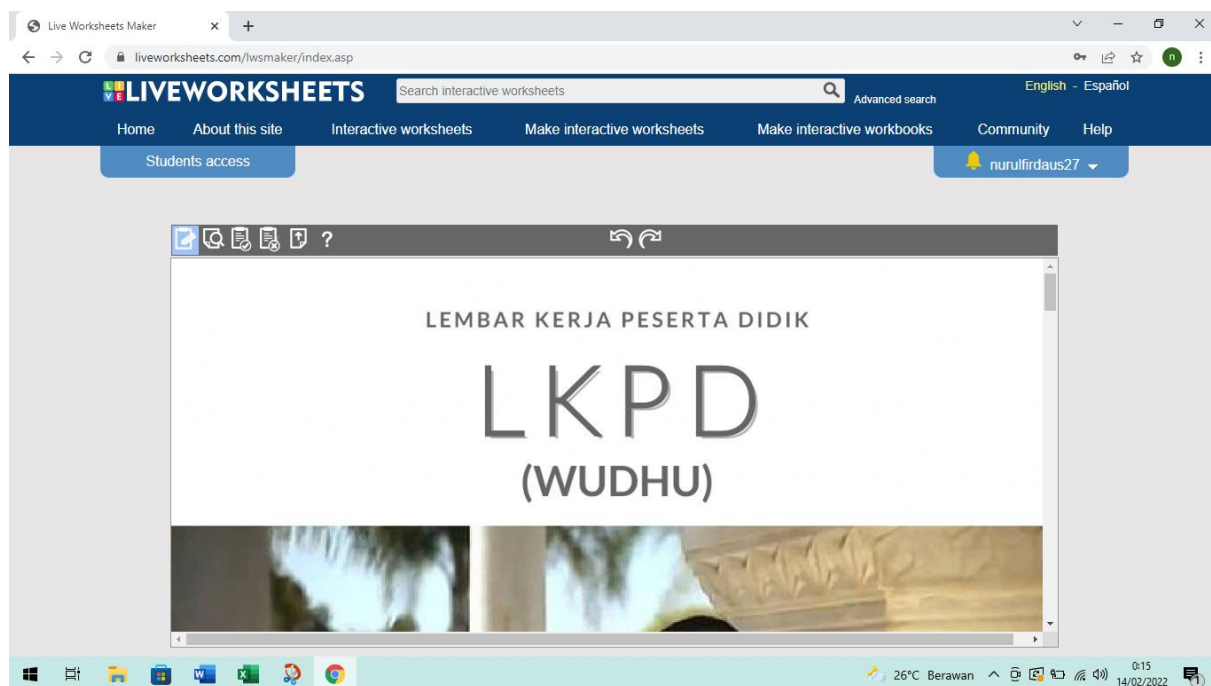 Live Worksheets Maker
liveworksheets.com/lwsmaker/index.asp
n
LIVE LIVEWORKSHEETS
Search interactive worksheets
Advanced search
English - Español
Home About this site Interactive worksheets Make interactive worksheets Make interactive workbooks Community Help
Students access
nurulfirdaus27
?
LEMBAR KERJA PESERTA DIDIK
LKPD
(WUDHU)
26°C Berawan
0:15
14/02/2022
1